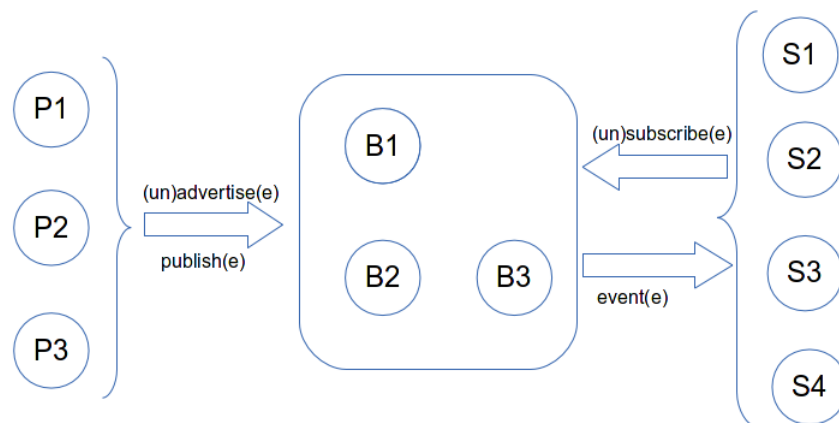 P1
P2
P3
(un)advertise(e)
publish(e)
B1
B2
B3
(un)subscribe(e)
event(e)
S1
S2
S3
S4